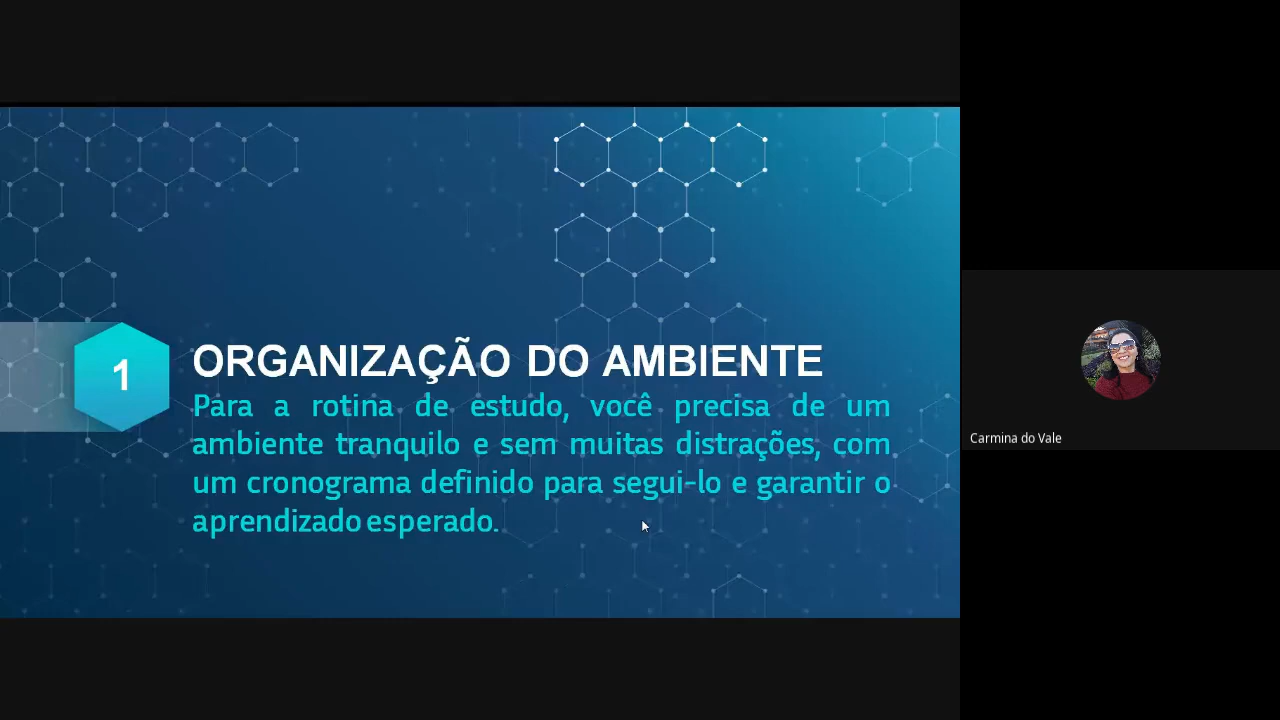 1
ORGANIZAÇÃO DO AMBIENTE
Para a rotina de estudo, você precisa de um
ambiente tranquilo e sem muitas distrações, com
um cronograma definido para segui-lo e garantir o
aprendizado esperado.
Carmina do Vale